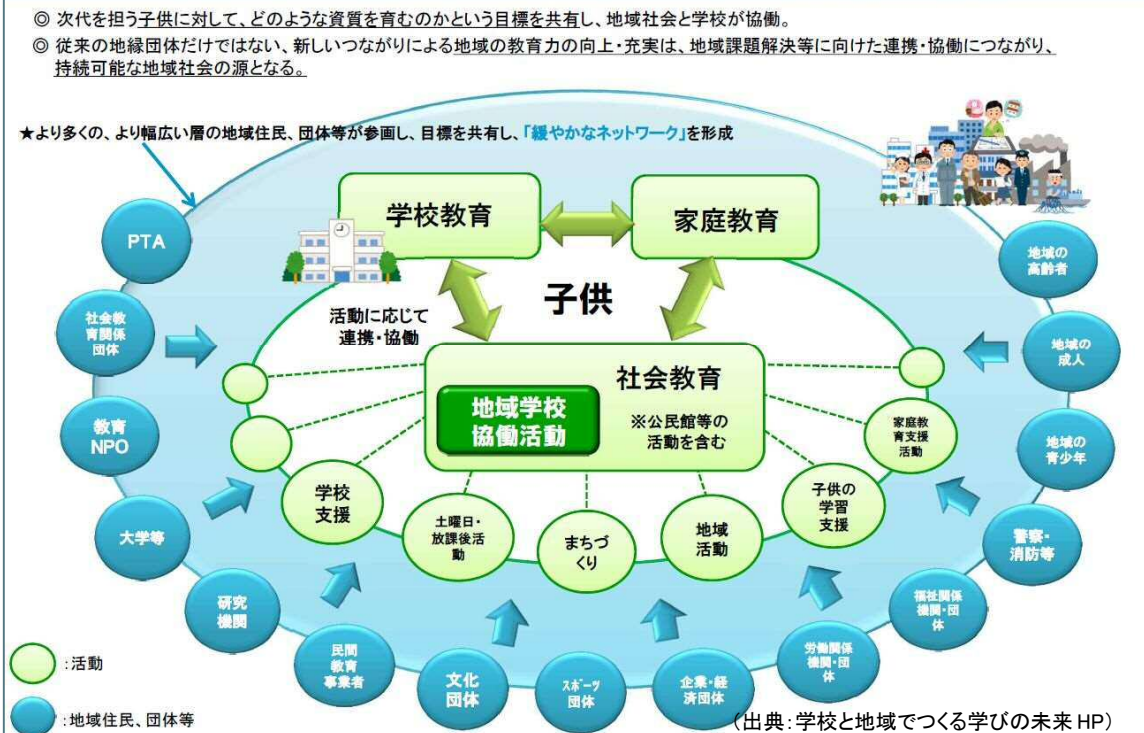 ◎ 次代を担う子供に対して、どのような資質を育むのかという目標を共有し、地域社会と学校が協働。
◎ 従来の地縁団体だけではない、新しいつながりによる地域の教育力の向上・充実は、地域課題解決等に向けた連携・協働につながり、
持続可能な地域社会の源となる。
★より多くの、より幅広い層の地域住民、団体等が参画し、目標を共有し、「緩やかなネットワーク」を形成
学校教育
家庭教育
子供
活動に応じて
連携・協働
社会教育
地域学校
協働活動
※公民館等の
活動を含む
PTA
社会教
育関係
団体
教育
NPO
大学等
研究
機関
民間
教育
事業者
文化
団体
スポーツ
団体
企業・経
済団体
労働関係
機関・団
体
福祉関係
機関・団
体
警察・
消防等
地域の
青少年
地域の
成人
地域の
高齢者
学校
支援
土曜日・
放課後活
動
まちづ
くり
地域
活動
子供の
学習
支援
家庭教
育支援
活動
:活動
:地域住民、団体等
(出典:学校と地域でつくる学びの未来 HP)